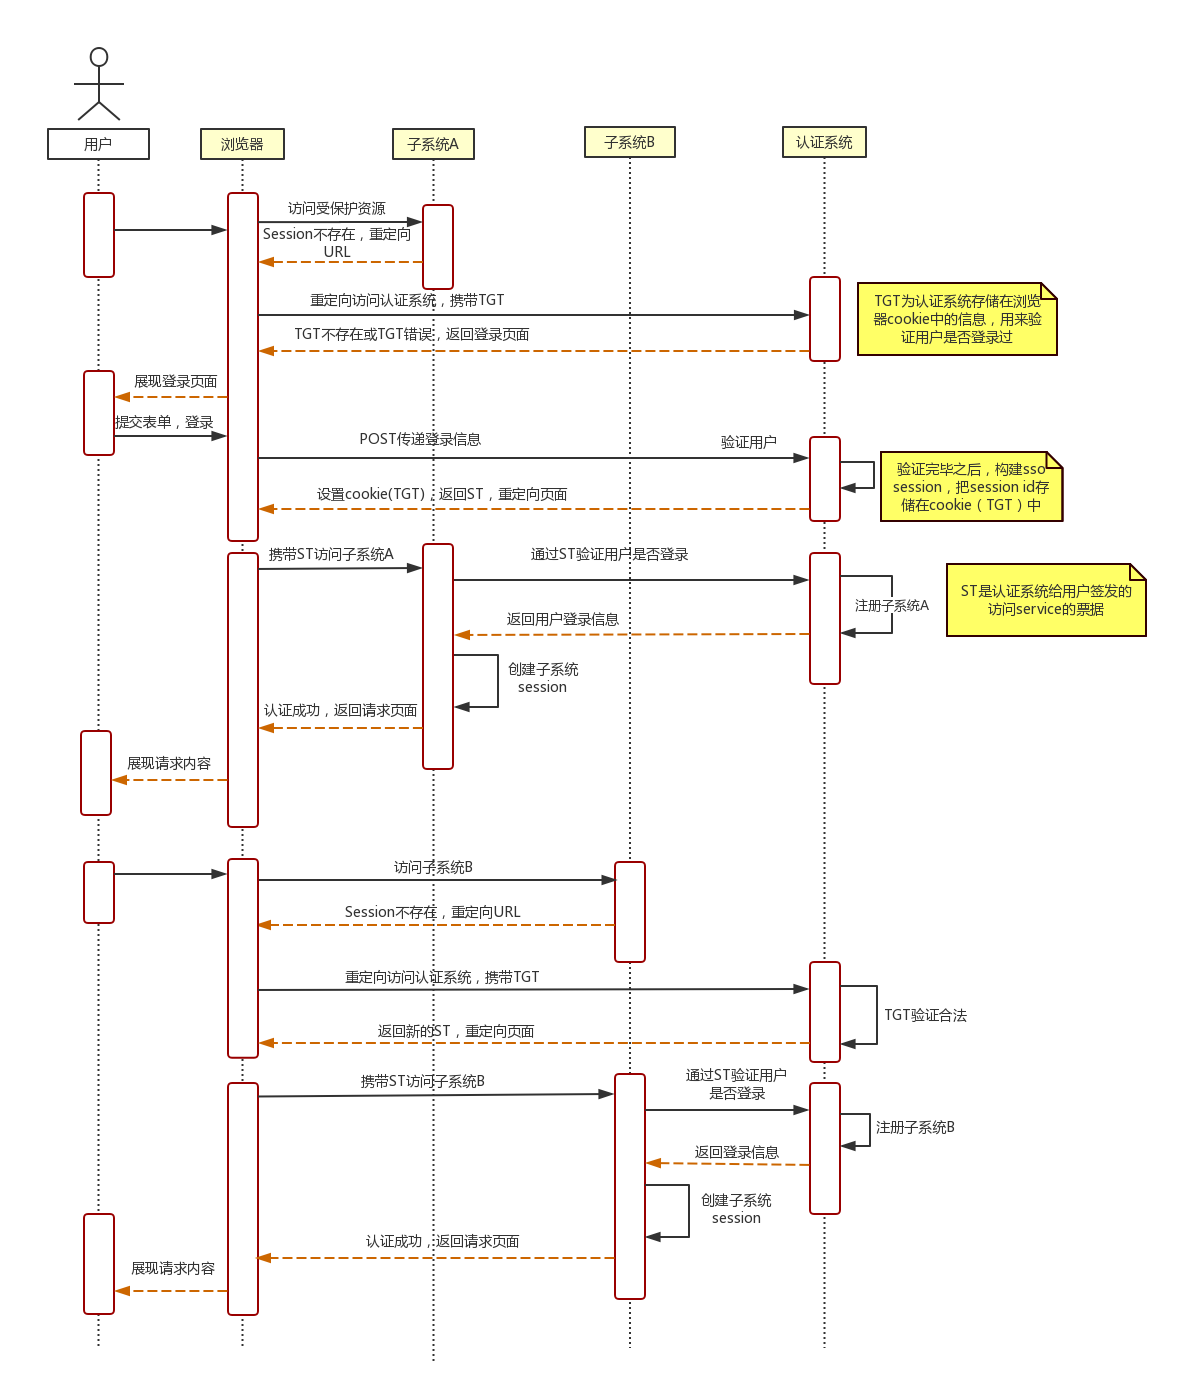 用户
浏览器
子系统A
子系统B
认证系统
访问受保护资源
Session不存在，重定向
URL
重定向访问认证系统，携带TGT
TGT为认证系统存储在浏览
器cookie中的信息，用来验
证用户是否登录过
TGT不存在或TGT错误，返回登录页面
展现登录页面
提交表单，登录
POST传递登录信息
验证用户
验证完毕之后，构建sso
session，把session id存
储在cookie（TGT）中
设置cookie(TGT)，返回ST，重定向页面
携带ST访问子系统A
通过ST验证用户是否登录
注册子系统A
ST是认证系统给用户签发的
访问service的票据
返回用户登录信息
创建子系统
session
认证成功，返回请求页面
展现请求内容
访问子系统B
Session不存在，重定向URL
重定向访问认证系统，携带TGT
TGT验证合法
返回新的ST，重定向页面
携带ST访问子系统B
通过ST验证用户
是否登录
注册子系统B
返回登录信息
创建子系统
session
认证成功，返回请求页面
展现请求内容